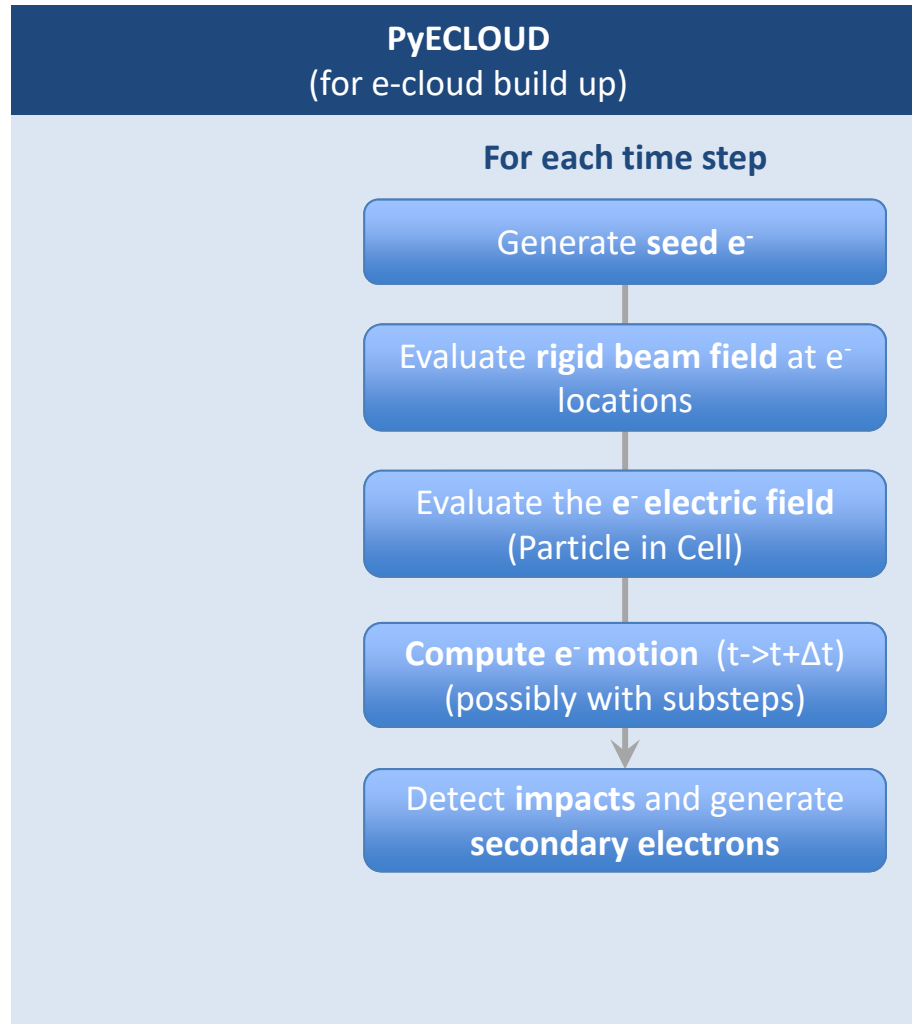 PyECLOUD
(for e-cloud build up)
For each time step
Generate seed e⁻
Evaluate rigid beam field at e⁻
locations
Evaluate the e⁻ electric field
(Particle in Cell)
Compute e⁻ motion (t->t+Δt)
(possibly with substeps)
Detect impacts and generate
secondary electrons